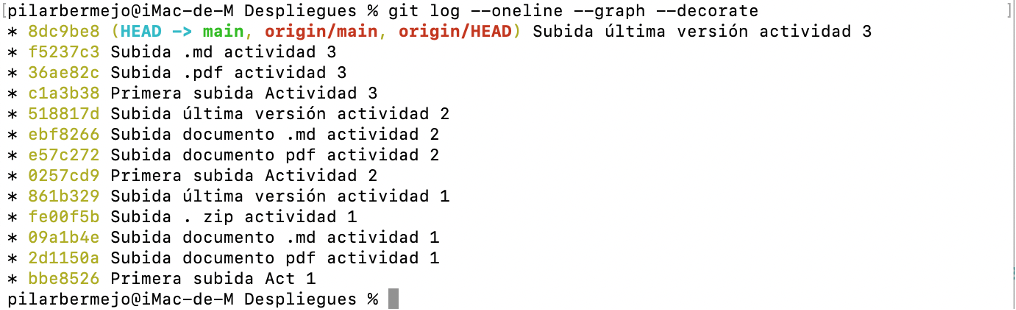 [pilarbermejo@iMac-de-M Despliegues % git log --oneline --graph --decorate ]
* 8dc9be8 (HEAD -> main, origin/main, origin/HEAD) Subida última versión actividad 3
* f5237c3 Subida .md actividad 3
* 36ae82c Subida .pdf actividad 3
* c1a3b38 Primera subida Actividad 3
* 518817d Subida última versión actividad 2
* ebf8266 Subida documento .md actividad 2
* e57c272 Subida documento pdf actividad 2
* 0257cd9 Primera subida Actividad 2
* 861b329 Subida última versión actividad 1
* fe00f5b Subida . zip actividad 1
* 09a1b4e Subida documento .md actividad 1
* 2d1150a Subida documento pdf actividad 1
* bbe8526 Primera subida Act 1
pilarbermejo@iMac-de-M Despliegues %